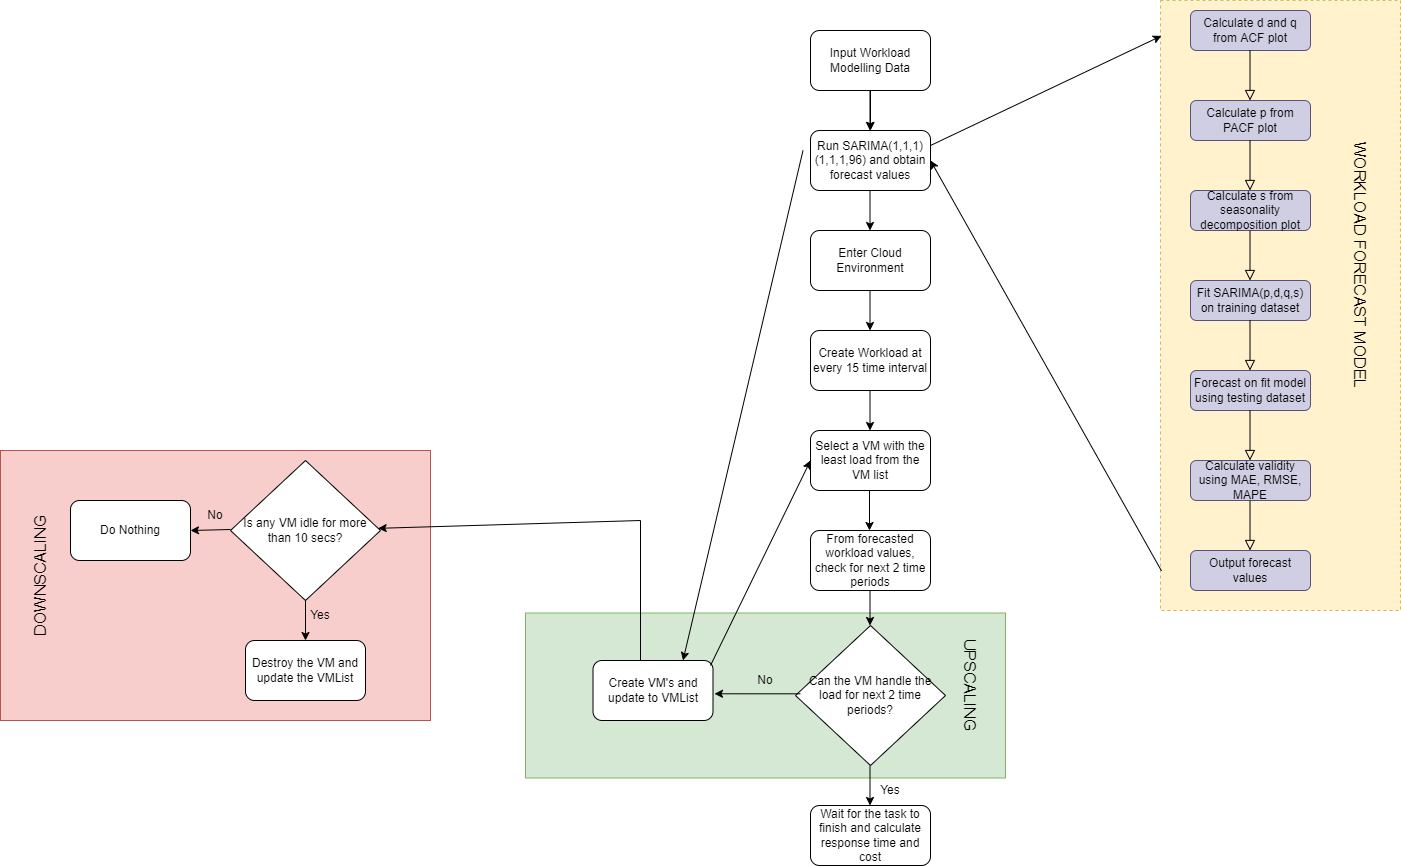 Input Workload
Modelling Data
Run SARIMA(1,1,1)
(1,1,1,96) and obtain
forecast values
Enter Cloud
Environment
Create Workload at
every 15 time interval
Select a VM with the
least load from the
VM list
From forecasted
workload values,
check for next 2 time
periods
Can the VM handle the
load for next 2 time
periods?
No
Yes
UPSCALING
Create VM's and
update to VMList
Wait for the task to
finish and calculate
response time and
cost
Is any VM idle for more
than 10 secs?
No
Do Nothing
Yes
Destroy the VM and
update the VMList
DOWNSCALING
Calculate d and q
from ACF plot
Calculate p from
PACF plot
Calculate s from
seasonality
decomposition plot
Fit SARIMA(p,d,q,s)
on training dataset
Forecast on fit model
using testing dataset
Calculate validity
using MAE, RMSE,
MAPE
Output forecast
values
WORKLOAD FORECAST MODEL